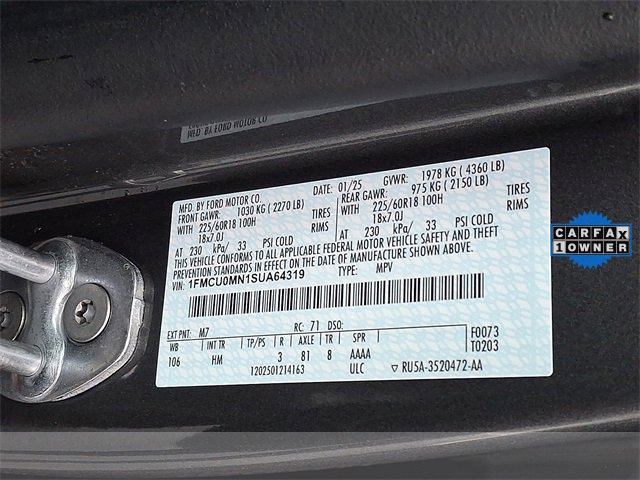 MFD. BY FORD MOTOR CO.
MFD. BY FORD MOTOR CO.
DATE: 01/25 GVWR: 1978 KG ( 4360 LB)
FRONT GAWR: 1030 KG ( 2270 LB) REAR GAWR: 975 KG ( 2150 LB)
WITH 225/60R18 100H TIRES WITH 225/60R18 100H TIRES
18x7.0J RIMS 18x7.0J RIMS
AT 230 kPa/ 33 PSI COLD AT 230 kPa/ 33 PSI COLD
THIS VEHICLE CONFORMS TO ALL APPLICABLE FEDERAL MOTOR VEHICLE SAFETY AND THEFT
PREVENTION STANDARDS IN EFFECT ON THE DATE OF MANUFACTURE SHOWN ABOVE.
VIN: 1FMCU0MN1SUA64319 TYPE: MPV
EXT PNT: M7 RC: 71 DSO: F0073
WB INT TR TP/PS R AXLE TR SPR T0203
106 HM 3 81 8 AAAA
1202501214163 ULC RU5A-3520472-AA
CARFAX
1 OWNER